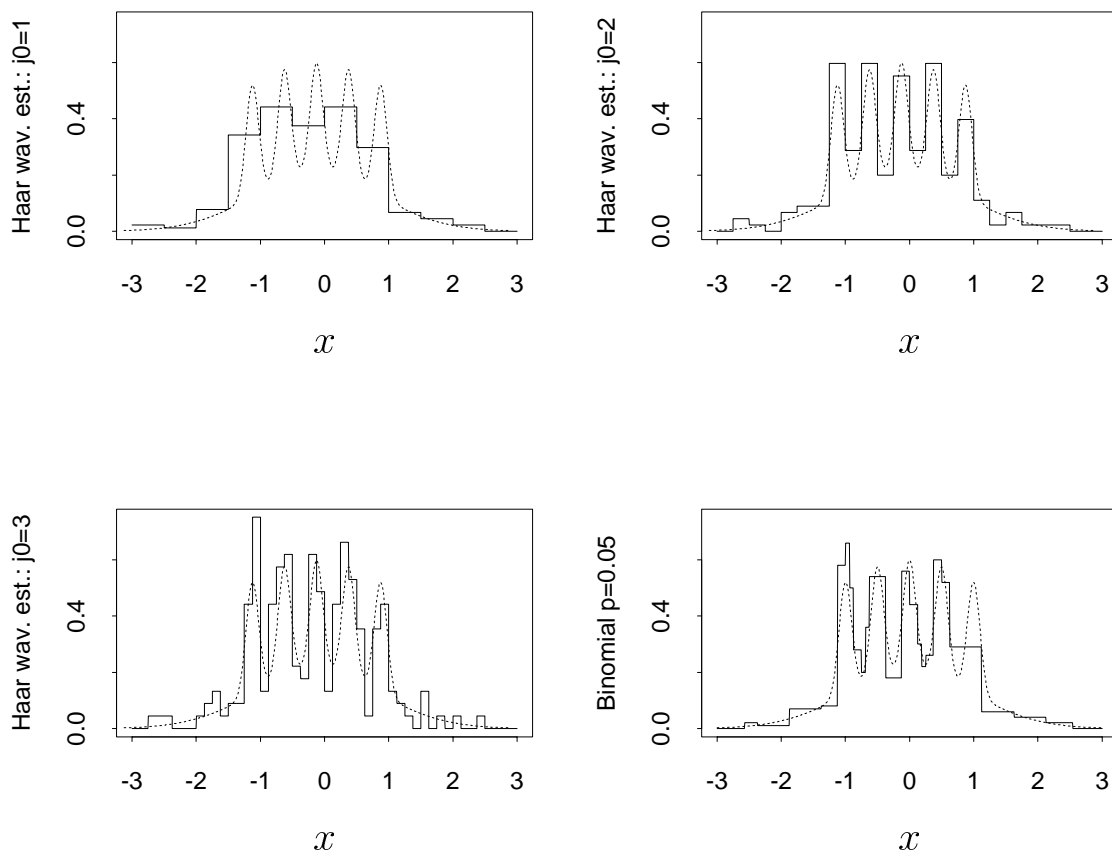 Haar wav. est.: j0=1
0.4
0.0
-3 -2 -1 0 1 2 3
x
Haar wav. est.: j0=2
0.4
0.0
-3 -2 -1 0 1 2 3
x
Haar wav. est.: j0=3
0.4
0.0
-3 -2 -1 0 1 2 3
x
Binomial p=0.05
0.4
0.0
-3 -2 -1 0 1 2 3
x